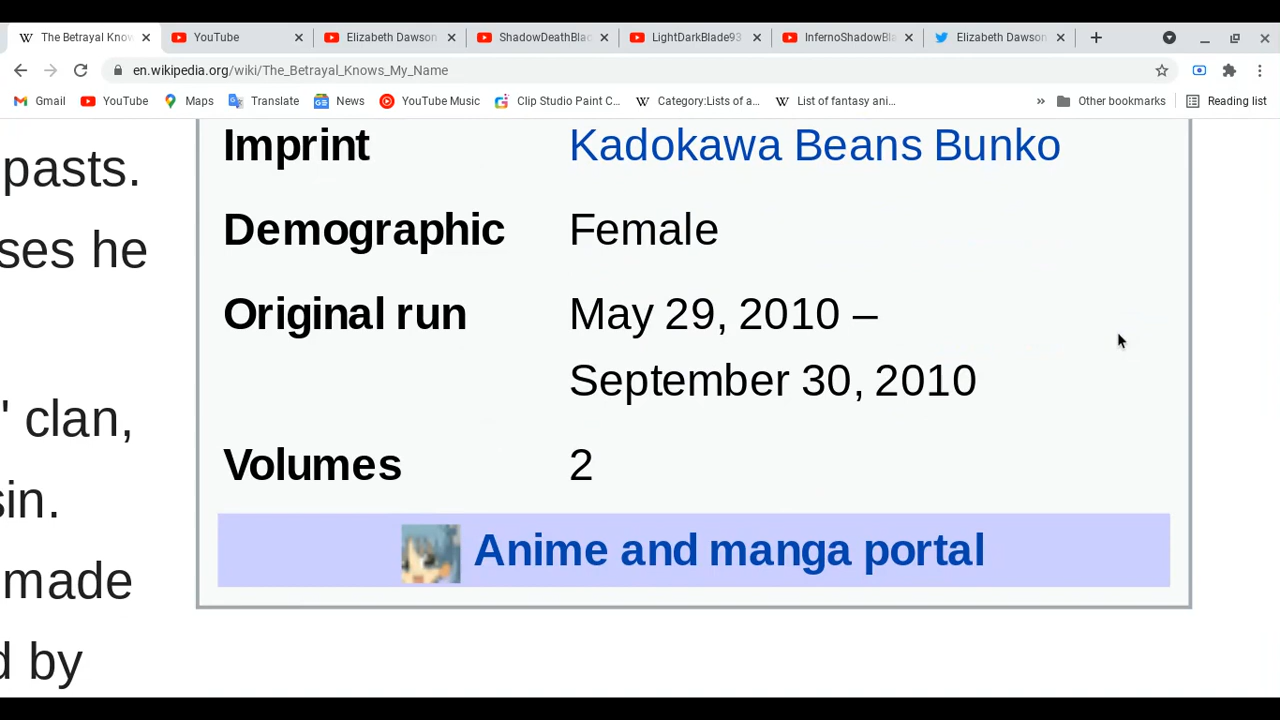 The Betrayal Know
YouTube
Elizabeth Dawson
ShadowDeathBla
LightDarkBlade93
InfernoShadowBla
Elizabeth Dawson
en.wikipedia.org/wiki/The_Betrayal_Knows_My_Name
Gmail
YouTube
Maps
Translate
News
YouTube Music
Clip Studio Paint C...
Category:Lists of a...
List of fantasy ani...
»
Other bookmarks
Reading list
pasts.
ses he
" clan,
sin.
made
d by
Imprint Kadokawa Beans Bunko
Demographic Female
Original run May 29, 2010 –
September 30, 2010
Volumes 2
Anime and manga portal